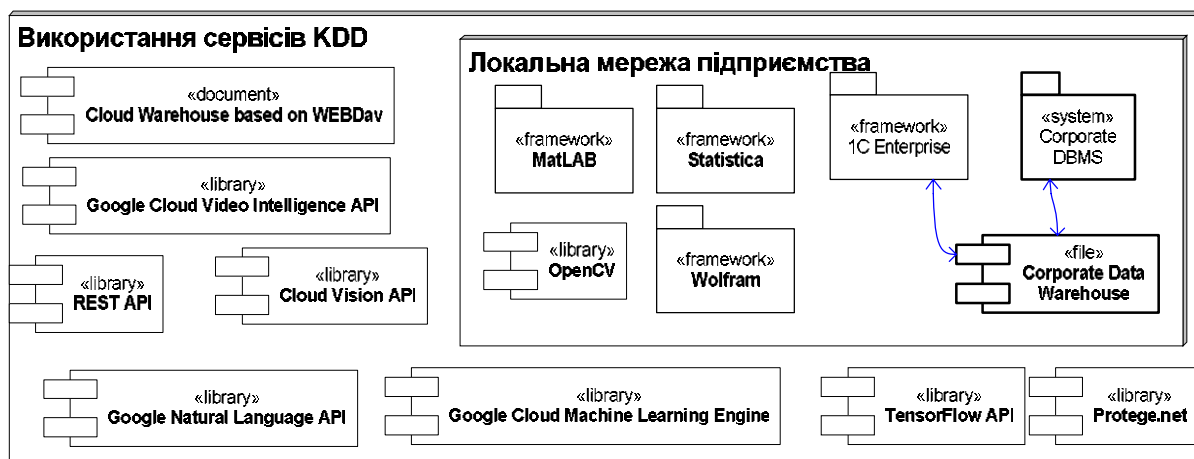 Використання сервісів KDD
«document»
Cloud Warehouse based on WEBDav
«library»
Google Cloud Video Intelligence API
«library»
REST API
«library»
Cloud Vision API
Локальна мережа підприємства
«framework»
MatLAB
«framework»
Statistica
«framework»
1C Enterprise
«system»
Corporate
DBMS
«library»
OpenCV
«framework»
Wolfram
«file»
Corporate Data
Warehouse
«library»
Google Natural Language API
«library»
Google Cloud Machine Learning Engine
«library»
TensorFlow API
«library»
Protege.net